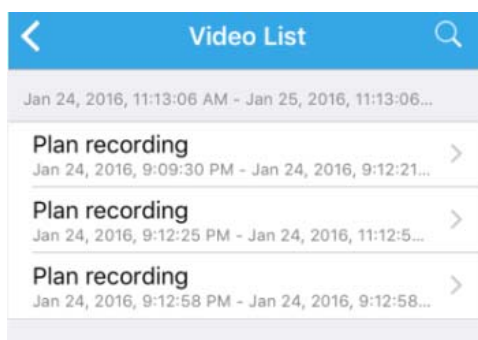 Video List
Jan 24, 2016, 11:13:06 AM - Jan 25, 2016, 11:13:06...
Plan recording
Jan 24, 2016, 9:09:30 PM - Jan 24, 2016, 9:12:21...
Plan recording
Jan 24, 2016, 9:12:25 PM - Jan 24, 2016, 11:12:5...
Plan recording
Jan 24, 2016, 9:12:58 PM - Jan 24, 2016, 9:12:58...